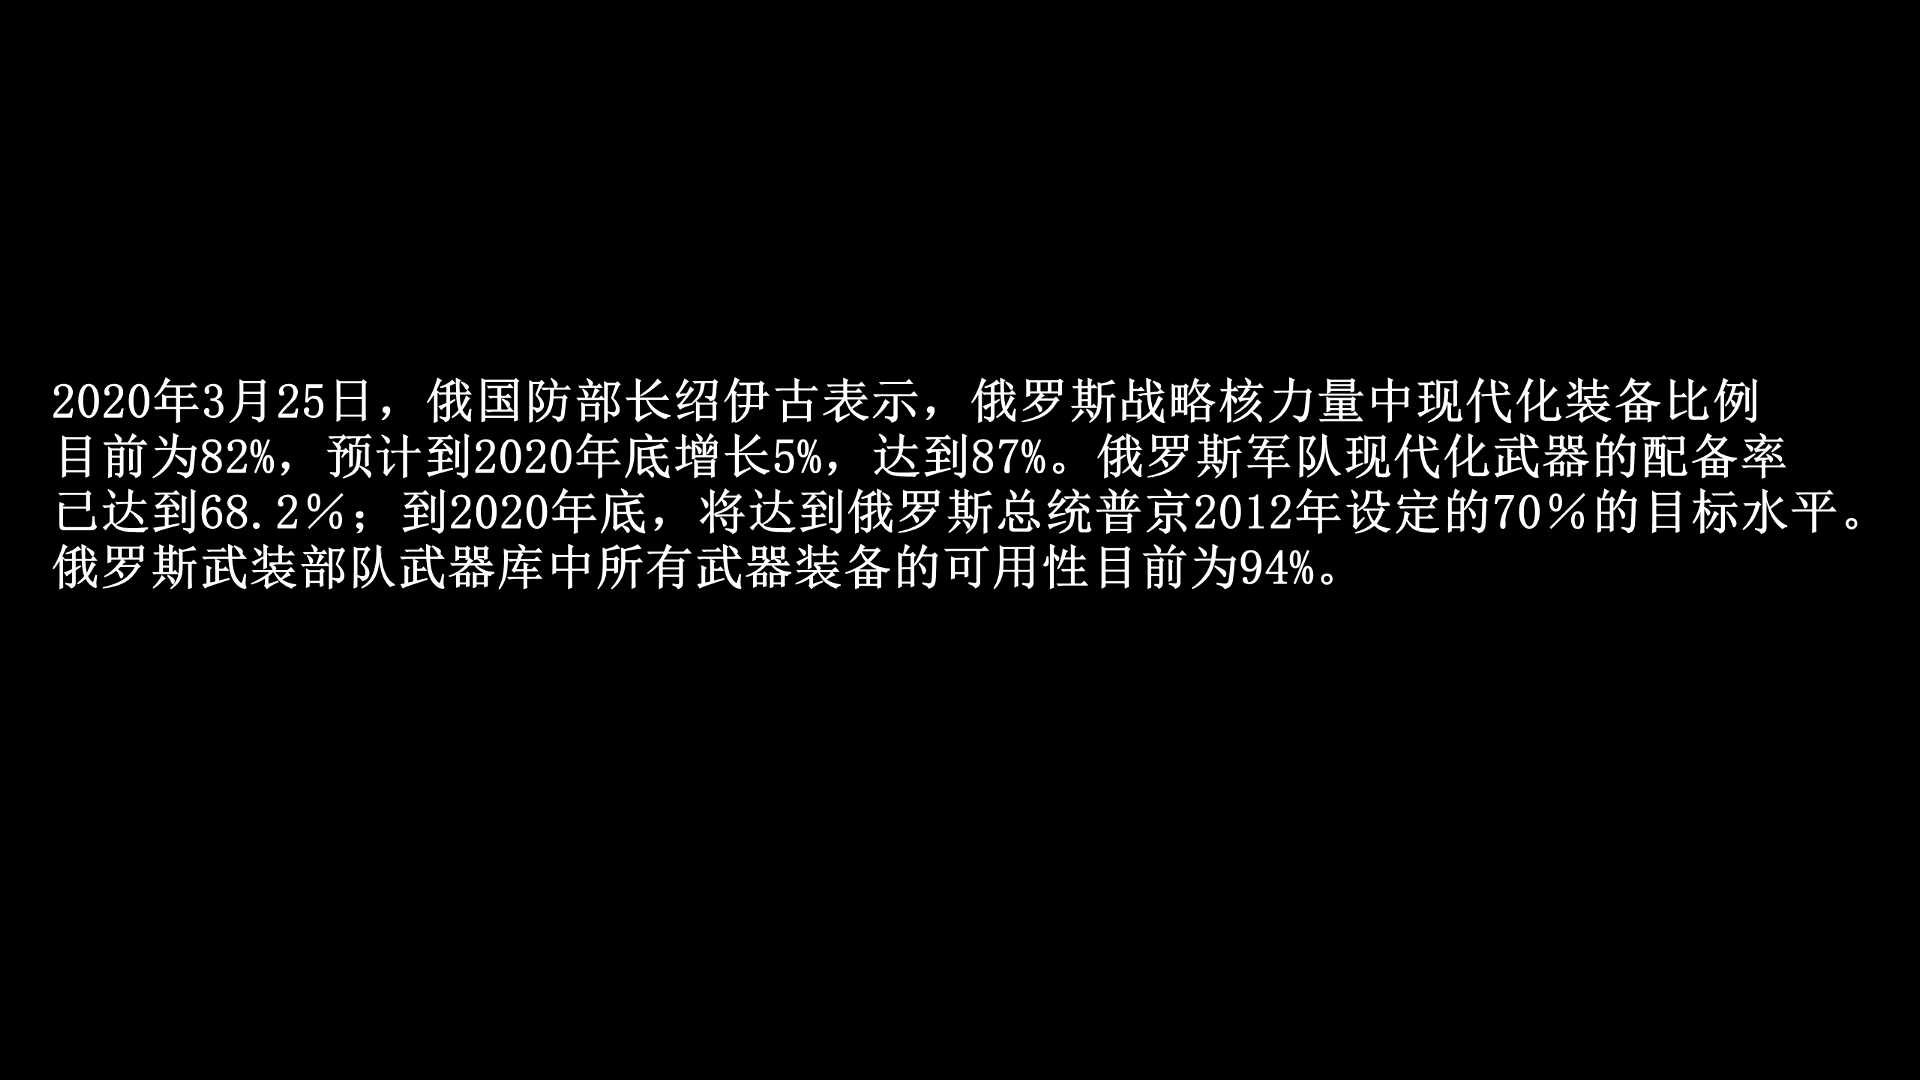 2020年3月25日，俄国防部长绍伊古表示，俄罗斯战略核力量中现代化装备比例
目前为82%，预计到2020年底增长5%，达到87%。俄罗斯军队现代化武器的配备率
已达到68.2％；到2020年底，将达到俄罗斯总统普京2012年设定的70％的目标水平。
俄罗斯武装部队武器库中所有武器装备的可用性目前为94%。